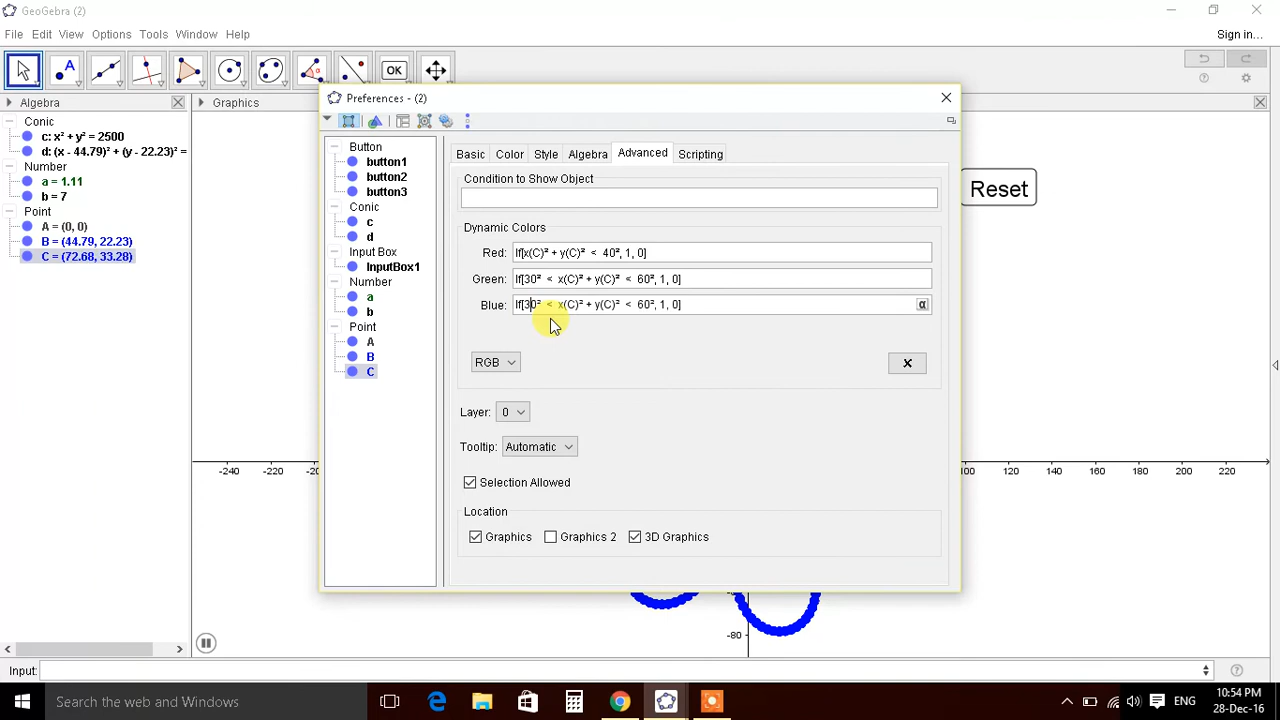 GeoGebra
File Edit View Options Tools Window Help
Sign in...
OK
Algebra
Graphics
Conic
c: x² + y² = 2500
d: (x - 44.79)² + (y - 22.23)² =
Number
a = 1.11
b = 7
Point
A = (0, 0)
B = (44.79, 22.23)
C = (72.68, 33.28)
Preferences - (2)
Button
button1
button2
button3
Conic
c
d
Input Box
InputBox1
Number
a
b
Point
A
B
C
Basic Color Style Algebra Advanced Scripting
Condition to Show Object
Dynamic Colors
Red: If[x(C)² + y(C)² < 40², 1, 0]
Green: If[30² < x(C)² + y(C)² < 60², 1, 0]
Blue: If[30² < x(C)² + y(C)² < 60², 1, 0] α
RGB
X
Layer: 0
Tooltip: Automatic
Selection Allowed
Location
Graphics Graphics 2 3D Graphics
Reset
-240 -220 100 120 140 160 180 200 220
-80
Input:
Search the web and Windows
ENG
10:54 PM
28-Dec-16